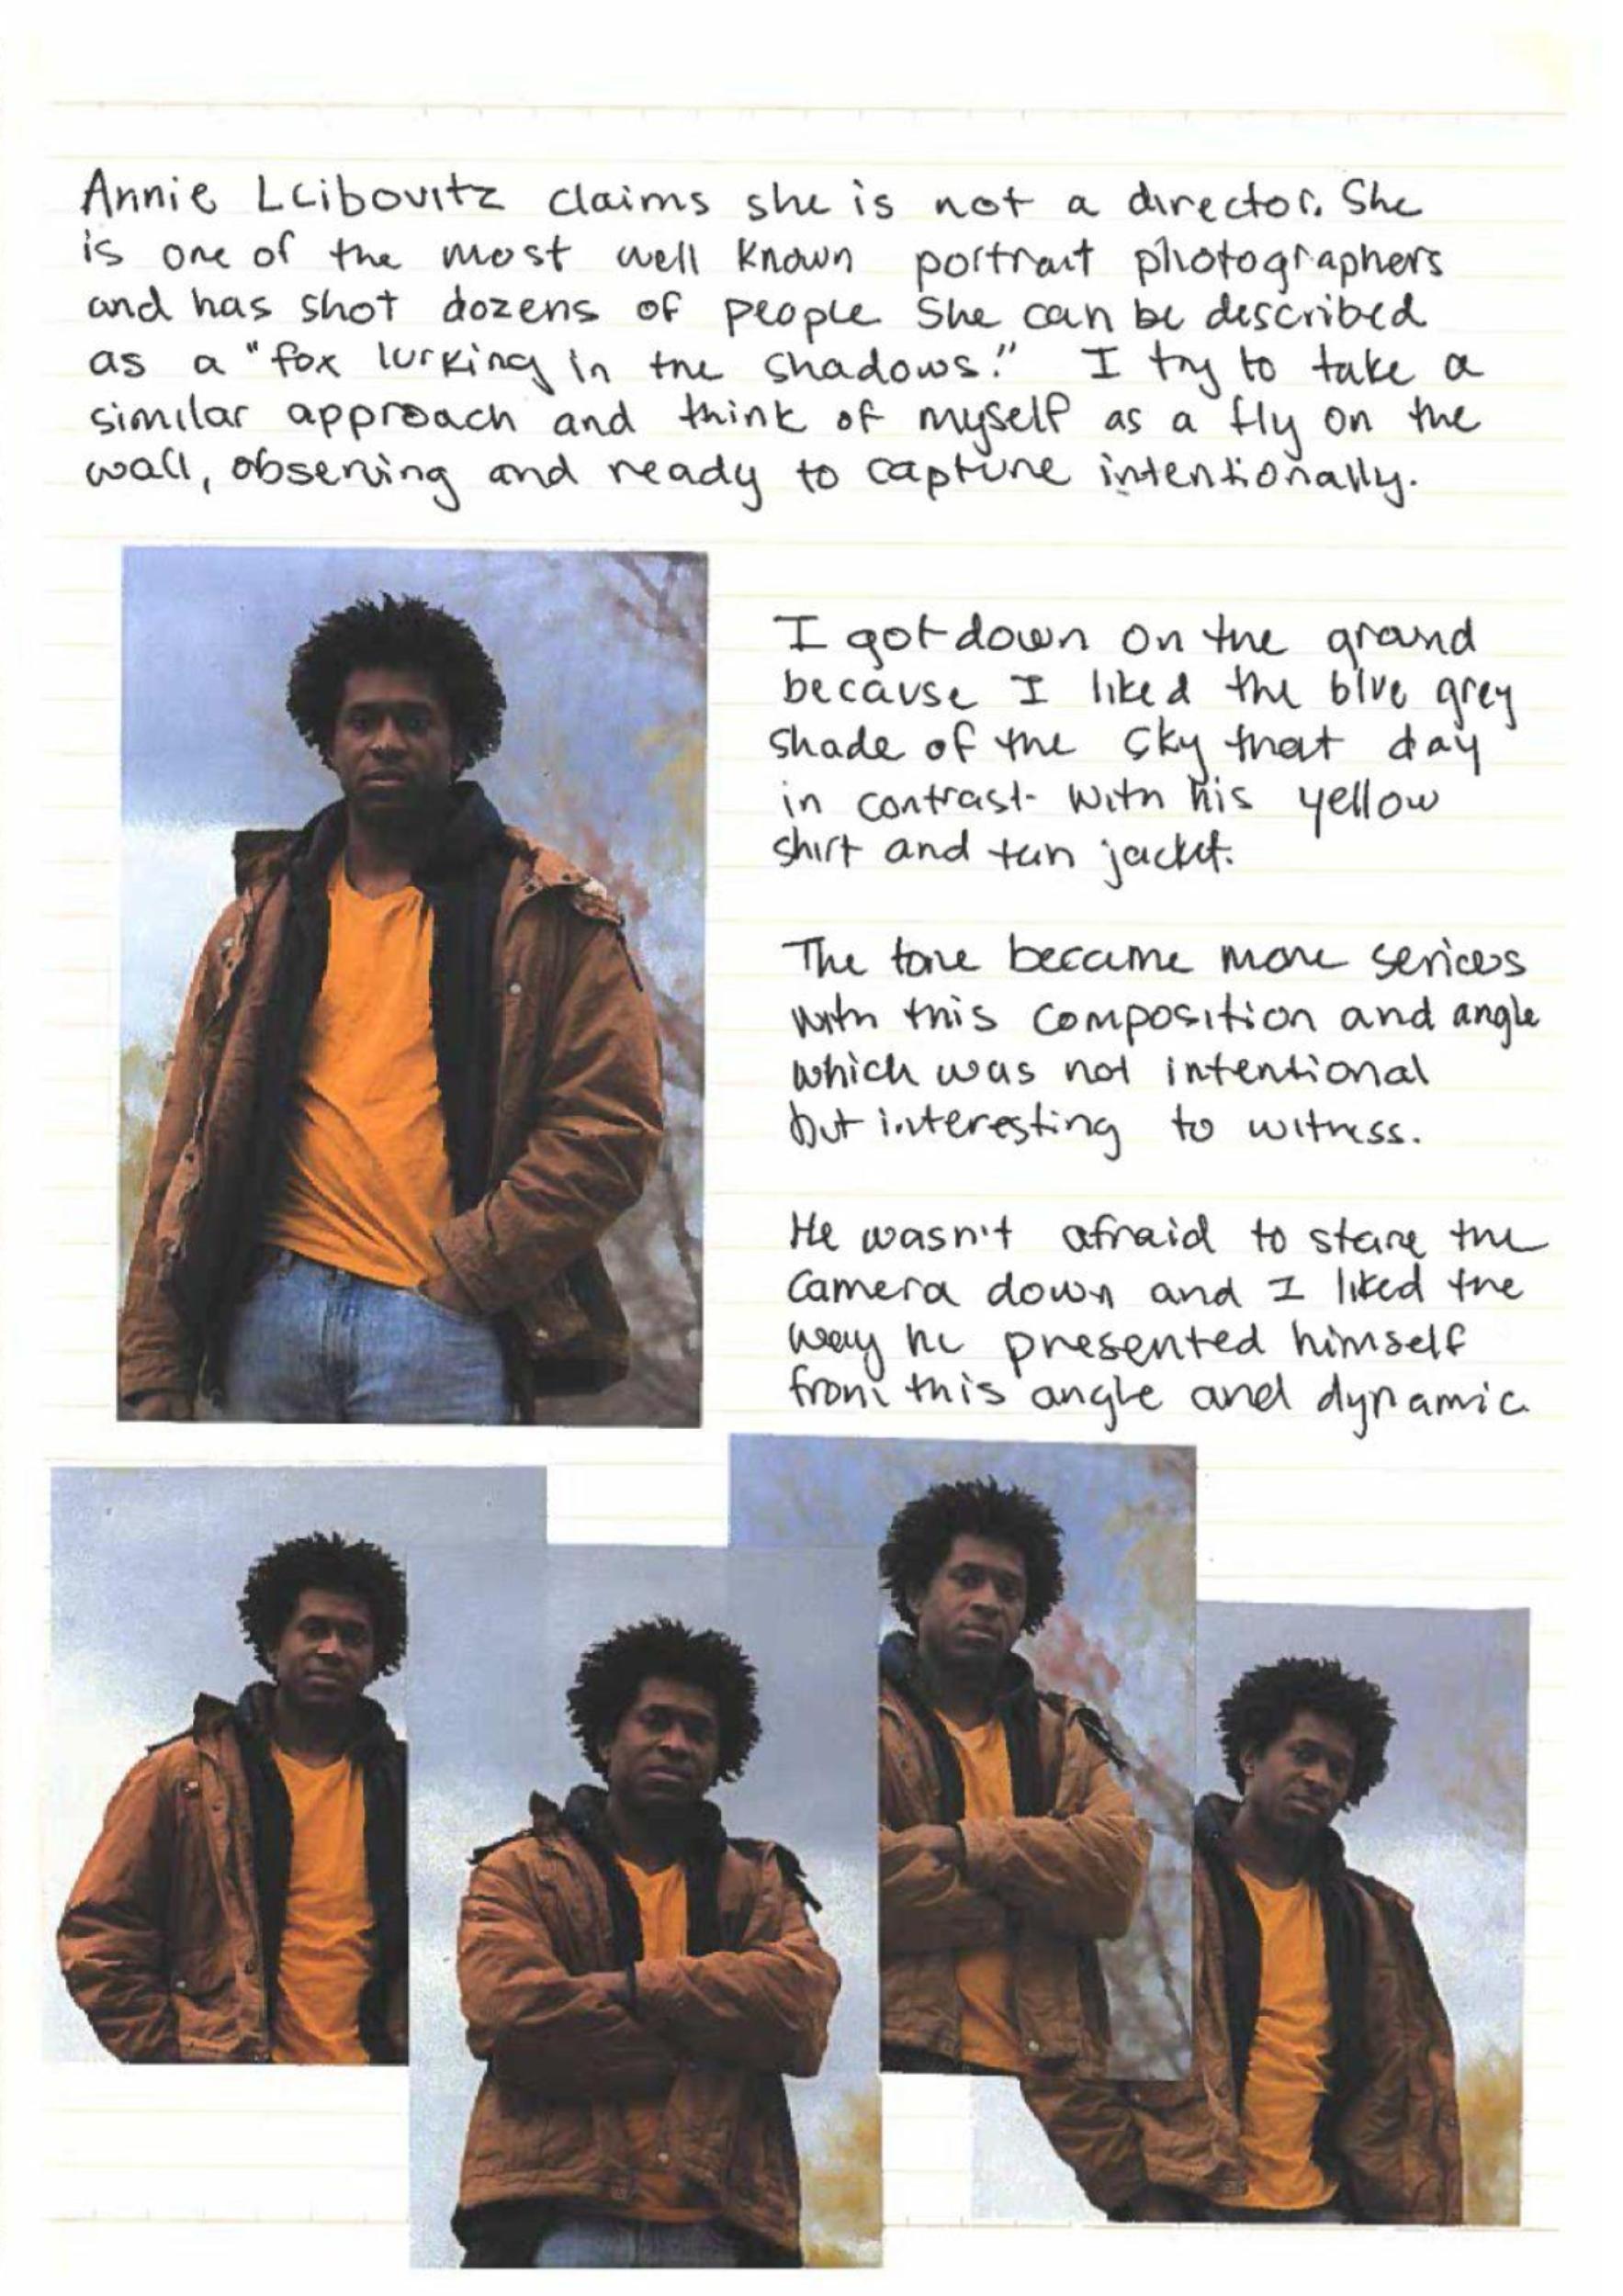 Annie Leibovitz claims she is not a director. She
is one of the most well known portrait photographers
and has shot dozens of people. She can be described
as a "fox lurking in the shadows." I try to take a
similar approach and think of myself as a fly on the
wall, observing and ready to capture intentionally.
I got down on the ground
because I liked the blue grey
shade of the sky that day
in contrast with his yellow
shirt and tan jacket.
The tone became more serious
with this composition and angle
which was not intentional
but interesting to witness.
He wasn't afraid to stare the
camera down and I liked the
way he presented himself
from this angle and dynamic